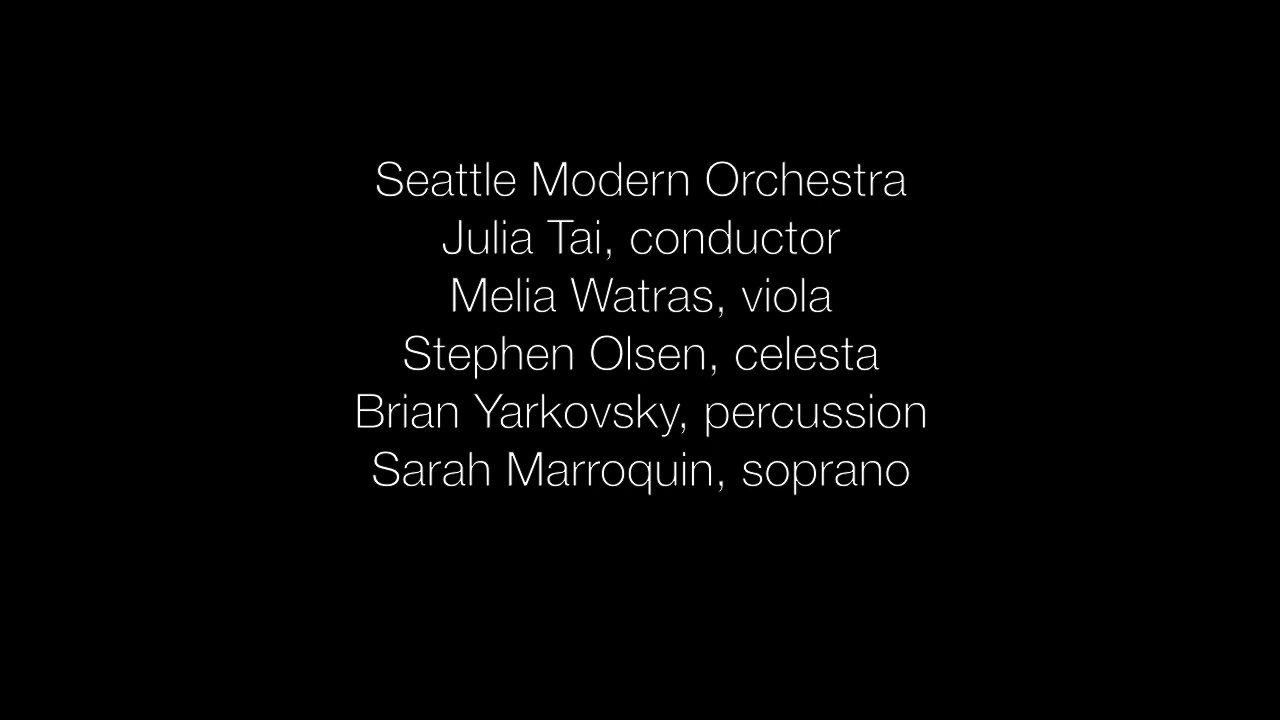 Seattle Modern Orchestra
Julia Tai, conductor
Melia Watras, viola
Stephen Olsen, celesta
Brian Yarkovsky, percussion
Sarah Marroquin, soprano